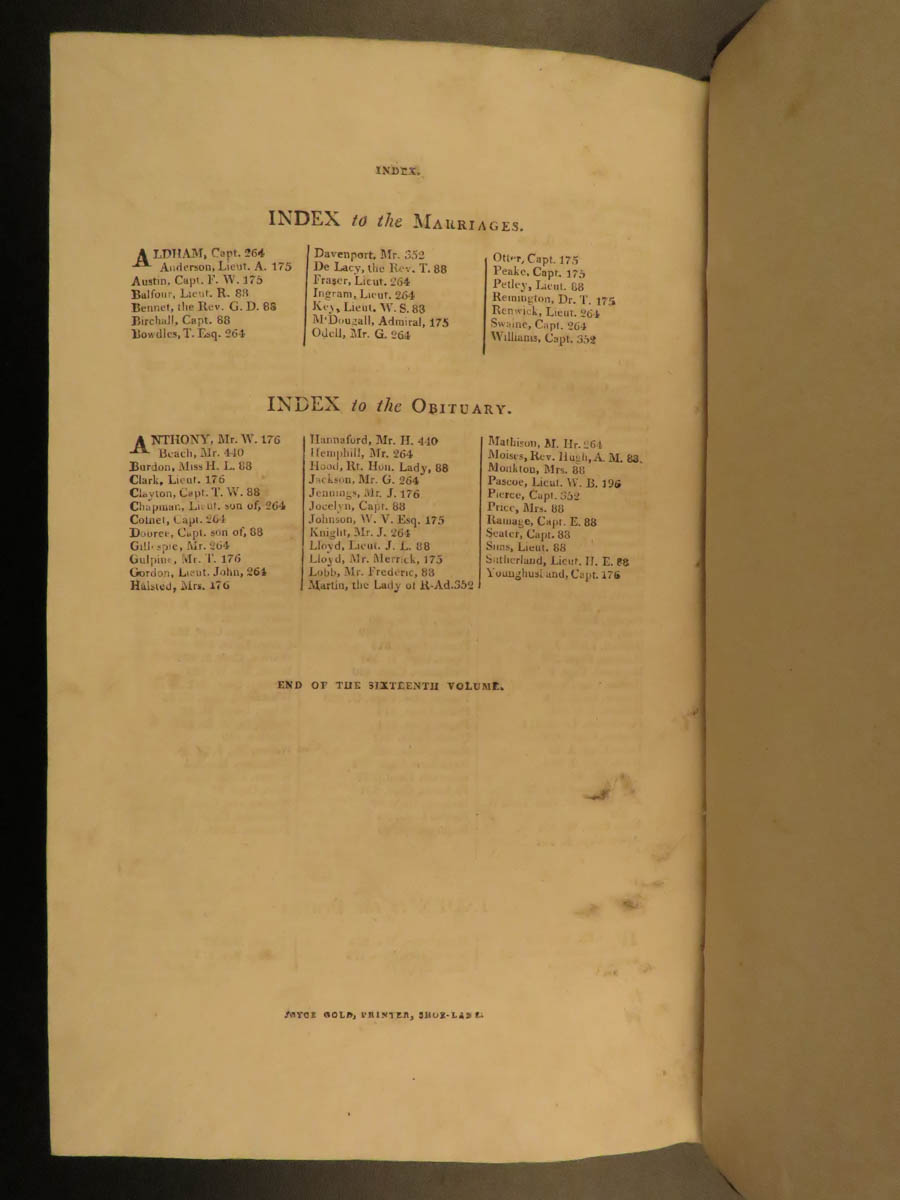 INDEX.
INDEX to the MARRIAGES.
ALDHAM, Capt. 264
Anderson, Lieut. A. 175
Austin, Capt. F. W. 175
Balfour, Lieut. R. 88
Bennet, the Rev. G. D. 88
Birchall, Capt. 88
Bowdles, T. Esq. 264
Davenport, Mr. 352
De Lacy, the Rev. T. 88
Fraser, Lieut. 264
Ingram, Lieut. 264
Key, Lieut. W. S. 88
M'Dougall, Admiral, 175
Odell, Mr. G. 264
Otter, Capt. 175
Peake, Capt. 175
Petley, Lieut. 88
Remington, Dr. T. 175
Renwick, Lieut. 264
Swaine, Capt. 264
Williams, Capt. 352
INDEX to the OBITUARY.
ANTHONY, Mr. W. 176
Beach, Mr. 440
Burdon, Miss H. L. 88
Clark, Lieut. 176
Clayton, Capt. T. W. 88
Chapman, Lieut. son of, 264
Colnet, Capt. 264
Douree, Capt. son of, 88
Gillespie, Mr. 264
Gulpine, Mr. T. 176
Gordon, Lieut. John, 264
Halsted, Mrs. 176
Hannaford, Mr. H. 440
Hemphill, Mr. 264
Hood, Rt. Hon. Lady, 88
Jackson, Mr. G. 264
Jennings, Mr. J. 176
Jocelyn, Capt. 88
Johnson, W. V. Esq. 175
Knight, Mr. J. 264
Lloyd, Lieut. J. L. 88
Lloyd, Mr. Merrick, 175
Lobb, Mr. Frederic, 88
Martin, the Lady of R-Ad. 352
Mathison, M. Hr. 264
Moises, Rev. Hugh, A. M. 88.
Monkton, Mrs. 88
Pascoe, Lieut. W. B. 196
Pierce, Capt. 352
Price, Mrs. 88
Ramage, Capt. E. 88
Seater, Capt. 88
Sims, Lieut. 88
Sutherland, Lieut. H. E. 88
Younghusband, Capt. 176
END OF THE SIXTEENTH VOLUME.
JOYCE GOLD, PRINTER, SHOE-LANE.